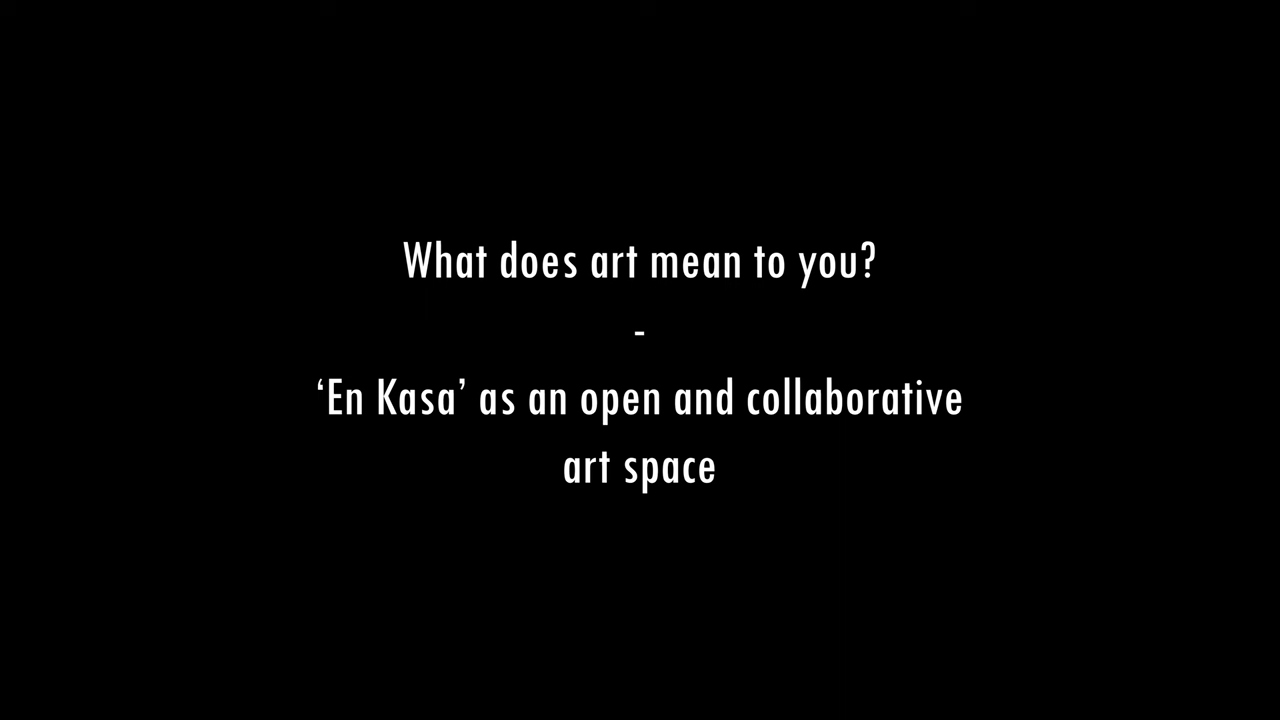 What does art mean to you?
-
‘En Kasa’ as an open and collaborative
art space